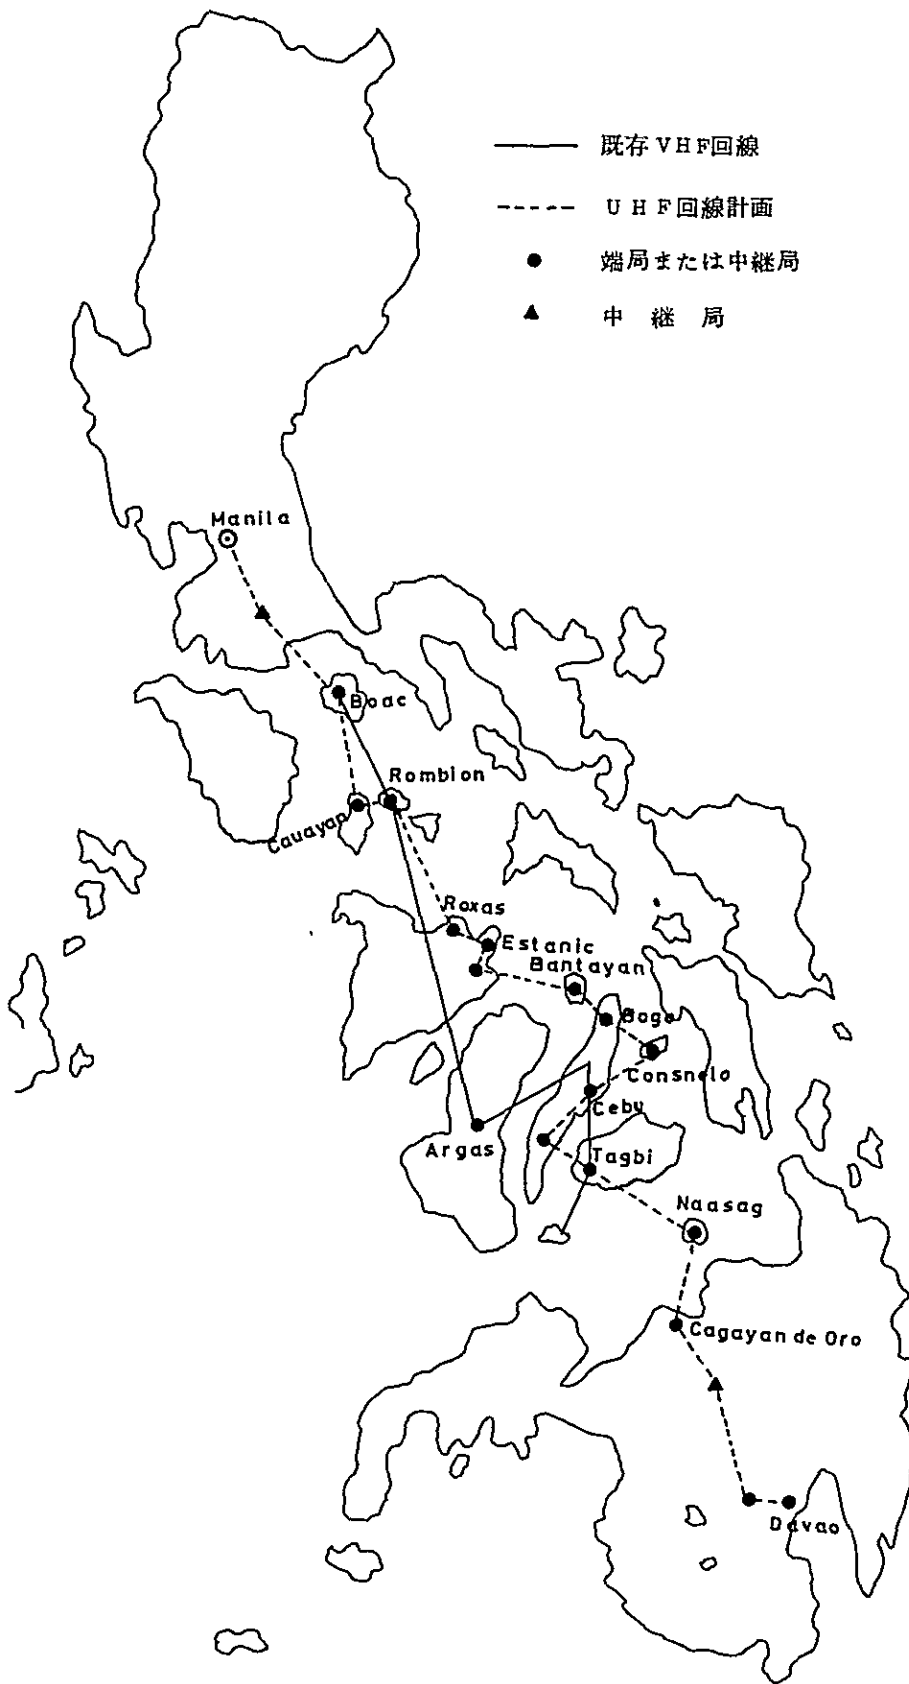 既存VHF回線
UHF回線計画
端局または中継局
中継局
Manila
Boac
Rombion
Cauayan
Roxas
Estanic
Bantayan
Bogo
Consnelo
Cebu
Argas
Tagbi
Naasag
Cagayan de Oro
Davao